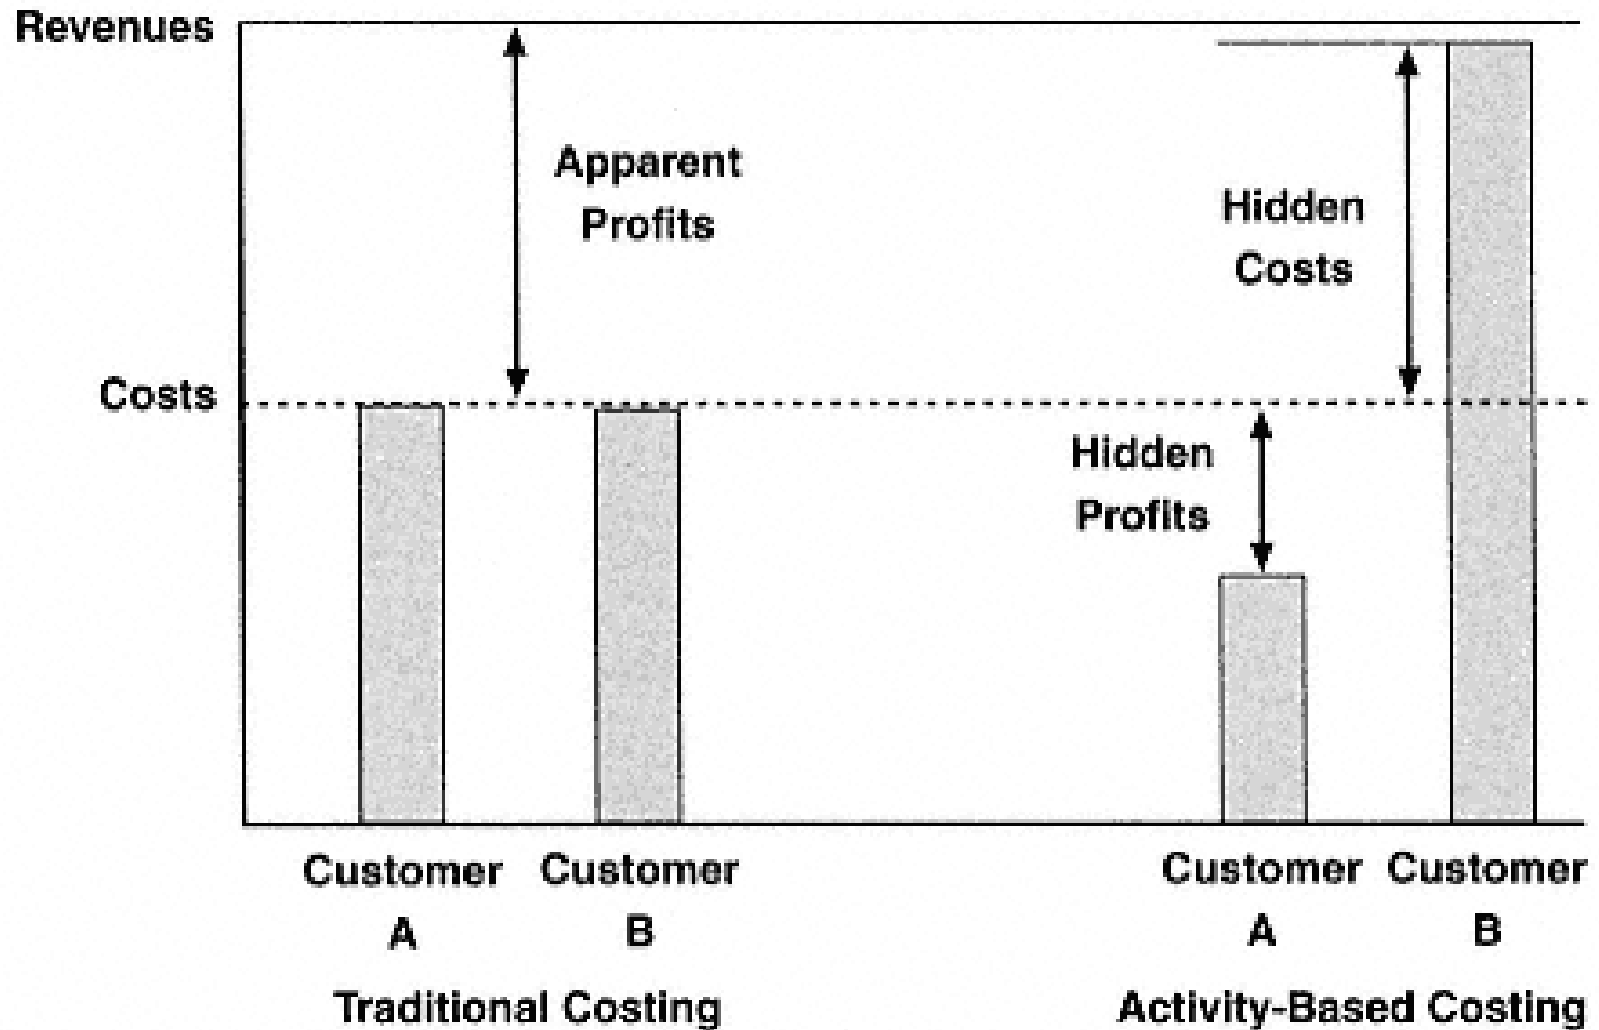 Revenues
Apparent
Profits
Hidden
Costs
Costs
Hidden
Profits
Customer Customer Customer Customer
A B A B
Traditional Costing Activity-Based Costing